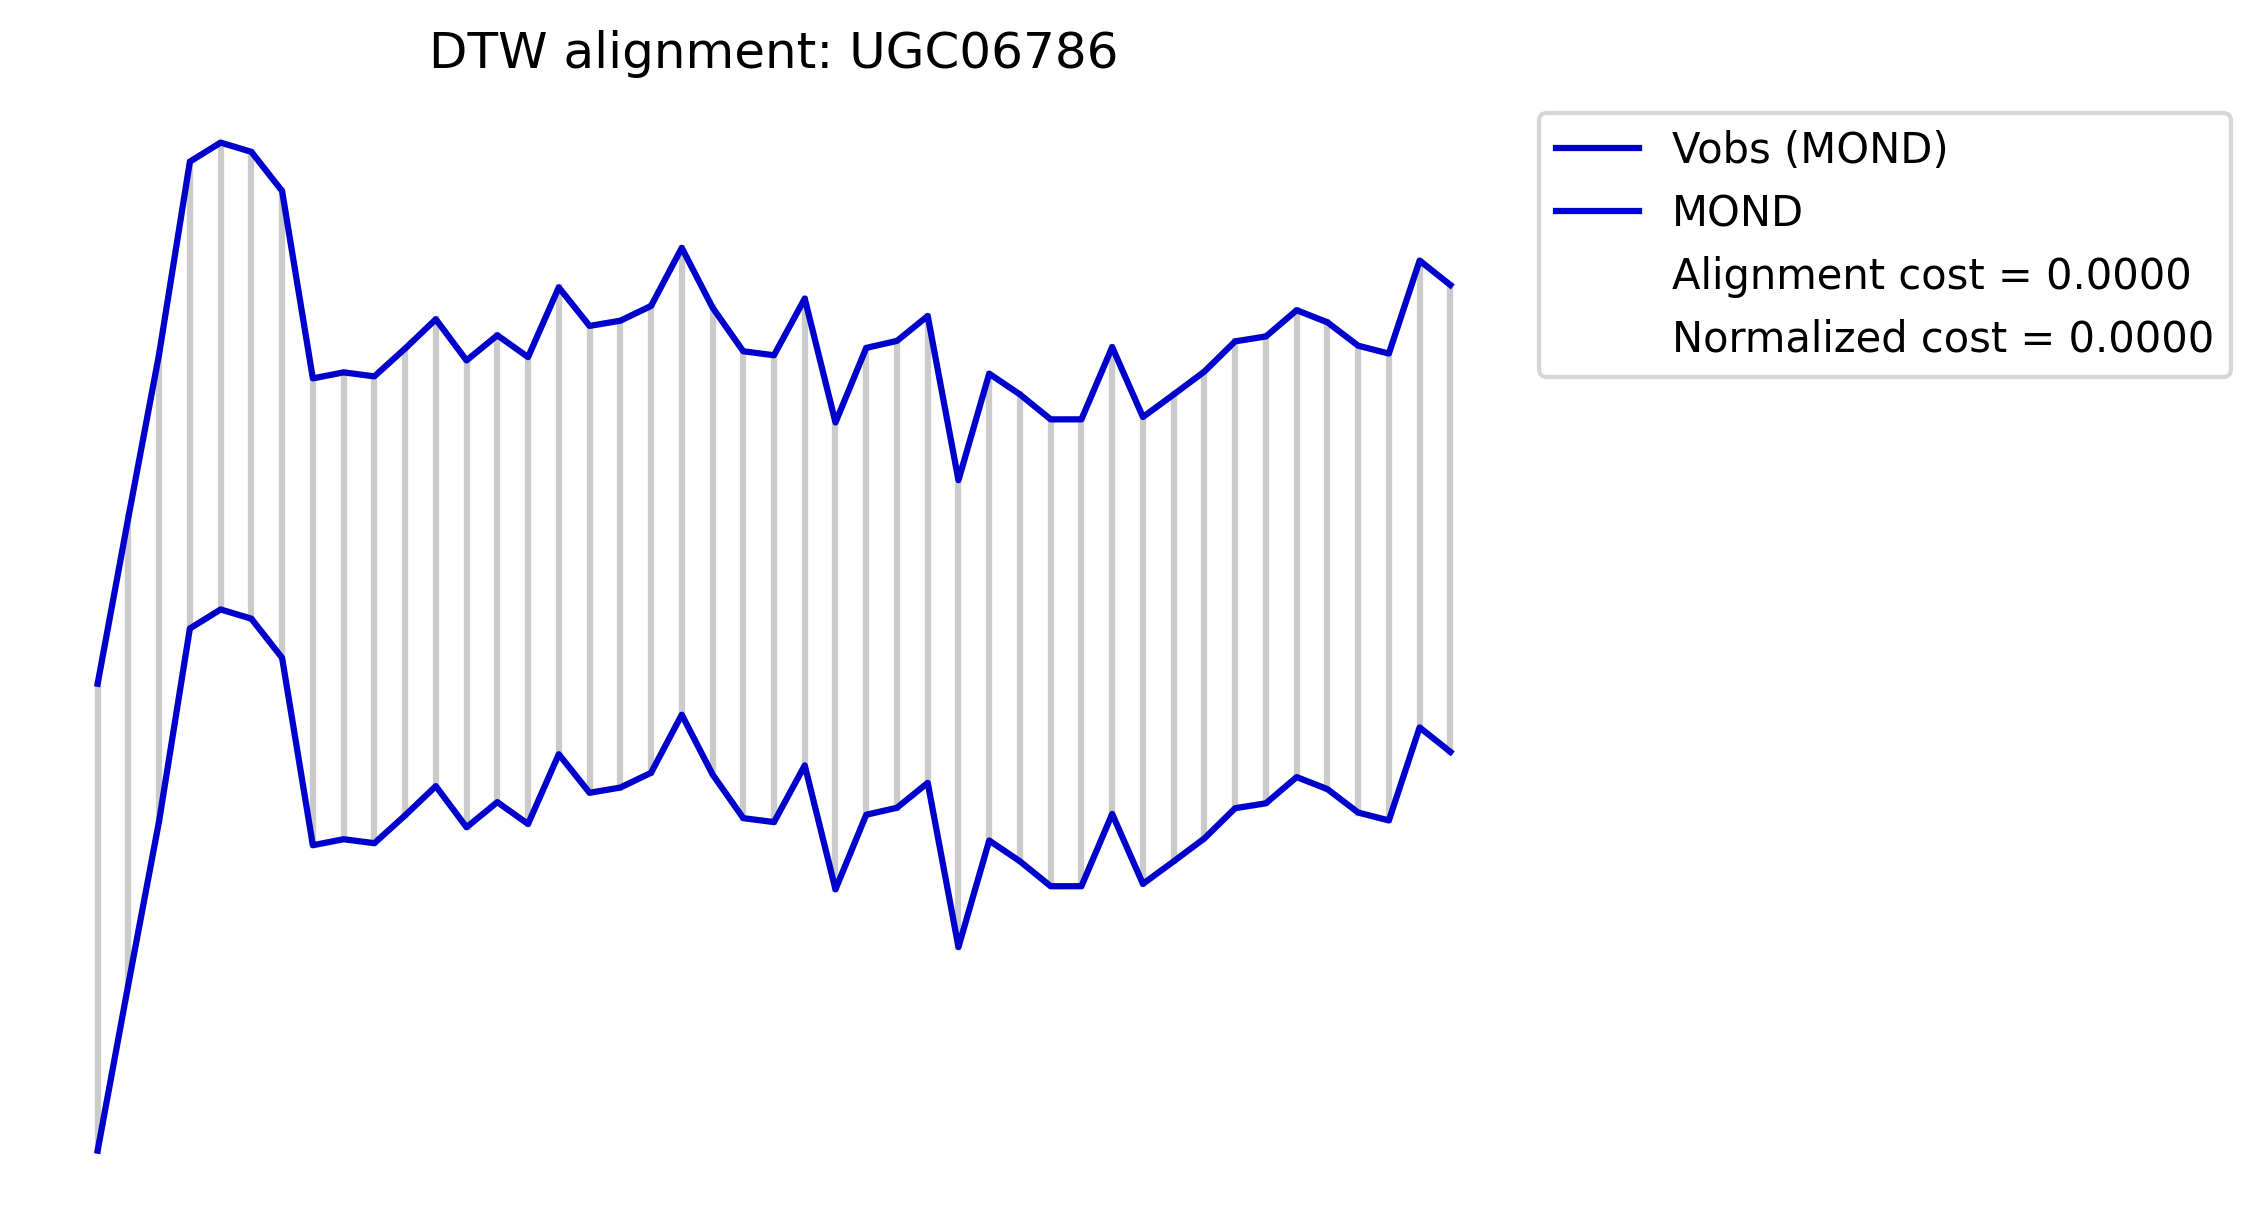 DTW alignment: UGC06786
Vobs (MOND)
MOND
Alignment cost = 0.0000
Normalized cost = 0.0000